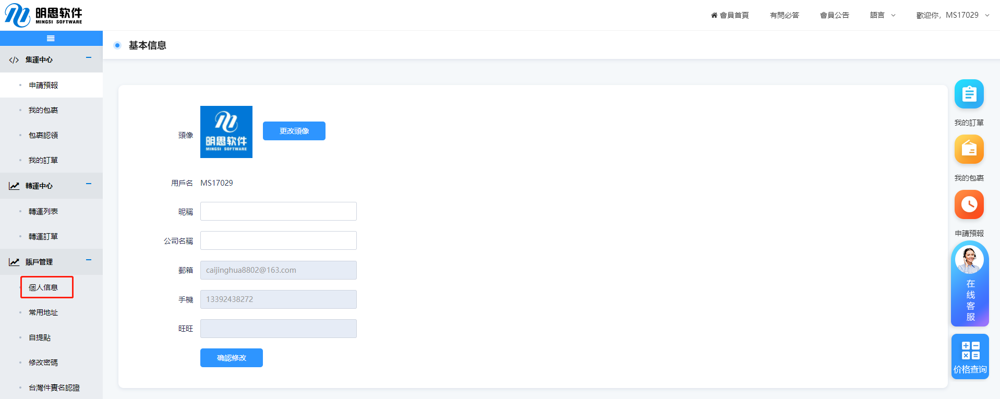 明思软件
MINGSI SOFTWARE
會員首頁
有問必答
會員公告
語言
歡迎你, MS17029
基本信息
集運中心
申請預報
我的包裹
包裹認領
我的訂單
轉運中心
轉運列表
轉運訂單
賬戶管理
個人信息
常用地址
自提點
修改密碼
台灣件實名認證
頭像
明思软件
MINGSI SOFTWARE
更改頭像
用戶名 MS17029
昵稱
公司名稱
郵箱 caijinghua8802@163.com
手機 13392438272
旺旺
确認修改
我的訂單
我的包裹
申請預報
在线客服
价格查询